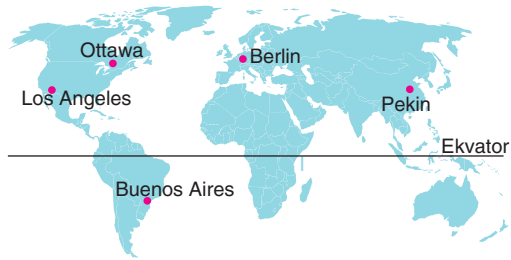 Ottawa
Berlin
Los Angeles
Pekin
Ekvator
Buenos Aires